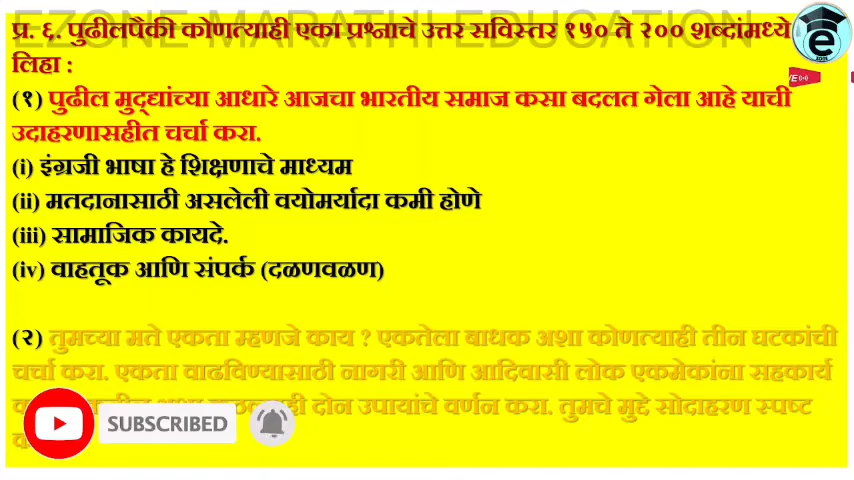 EZONE MARATHI EDUCATION
प्र. ६. पुढीलपैकी कोणत्याही एका प्रश्नाचे उत्तर सविस्तर १५० ते २०० शब्दांमध्ये
लिहा :
(१) पुढील मुद्द्यांच्या आधारे आजचा भारतीय समाज कसा बदलत गेला आहे याची
उदाहरणासहीत चर्चा करा.
(i) इंग्रजी भाषा हे शिक्षणाचे माध्यम
(ii) मतदानासाठी असलेली वयोमर्यादा कमी होणे
(iii) सामाजिक कायदे.
(iv) वाहतूक आणि संपर्क (दळणवळण)
(२) तुमच्या मते एकता म्हणजे काय ? एकतेला बाधक अशा कोणत्याही तीन घटकांची
चर्चा करा. एकता वाढविण्यासाठी नागरी आणि आदिवासी लोक एकमेकांना सहकार्य
दोन उपायांचे वर्णन करा. तुमचे मुद्दे सोदाहरण स्पष्ट
SUBSCRIBED